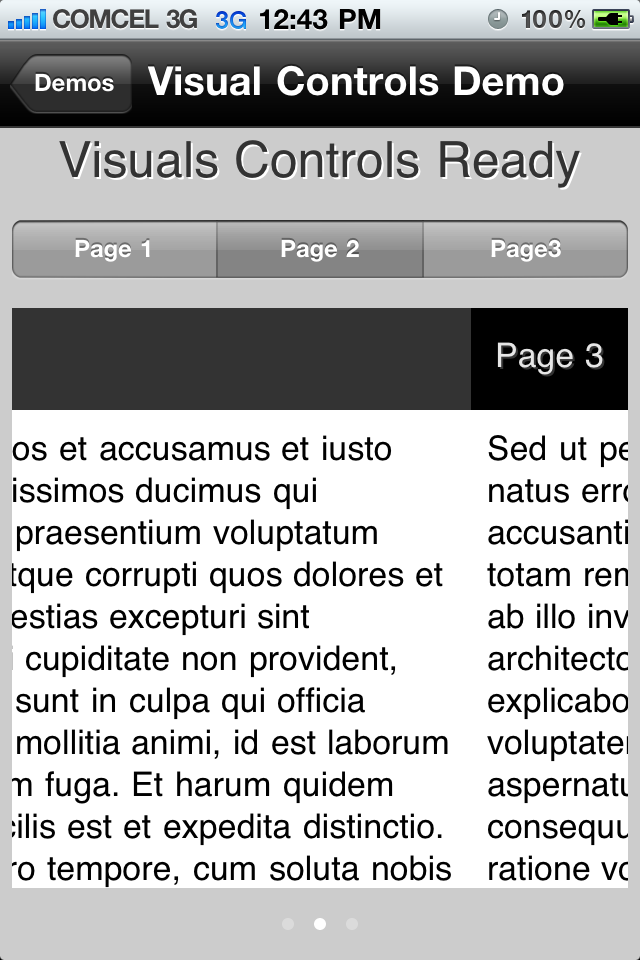 COMCEL 3G 3G 12:43 PM 100%
Demos Visual Controls Demo
Visuals Controls Ready
Page 1 Page 2 Page3
Page 3
os et accusamus et iusto
issimos ducimus qui
praesentium voluptatum
tque corrupti quos dolores et
estias excepturi sint
i cupiditate non provident,
sunt in culpa qui officia
mollitia animi, id est laborum
m fuga. Et harum quidem
cilis est et expedita distinctio.
ro tempore, cum soluta nobis
Sed ut pe
natus erro
accusanti
totam rem
ab illo inv
architecto
explicabo
voluptate
aspernatu
consequu
ratione vo